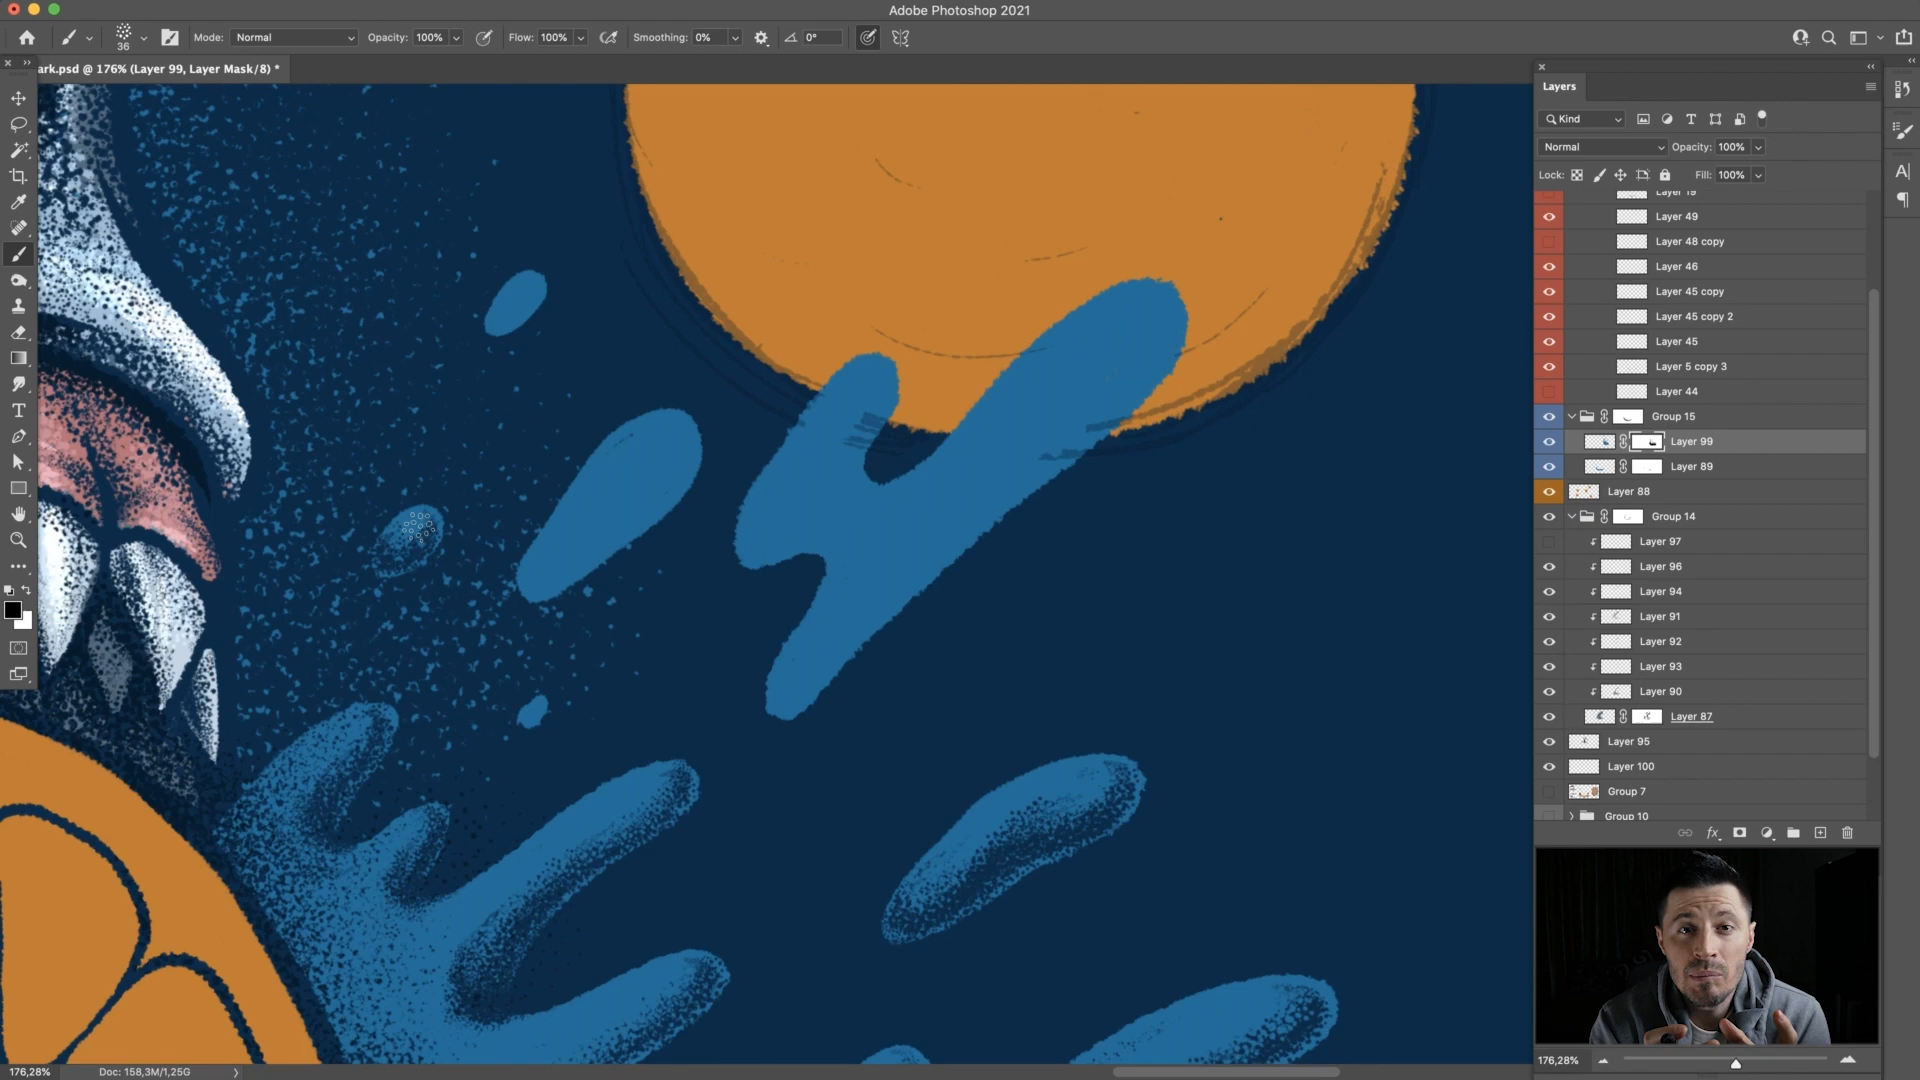 Adobe Photoshop 2021
36
Mode: Normal
Opacity: 100%
Flow: 100%
Smoothing: 0%
0°
ark.psd @ 176% (Layer 99, Layer Mask/8) *
Layers
Kind
Normal
Opacity: 100%
Lock:
Fill: 100%
Layer 19
Layer 49
Layer 48 copy
Layer 46
Layer 45 copy
Layer 45 copy 2
Layer 45
Layer 5 copy 3
Layer 44
Group 15
Layer 99
Layer 89
Layer 88
Group 14
Layer 97
Layer 96
Layer 94
Layer 91
Layer 92
Layer 93
Layer 90
Layer 87
Layer 95
Layer 100
Group 7
Group 10
fx
176,28%
176,28%
Doc: 158,3M/1,25G